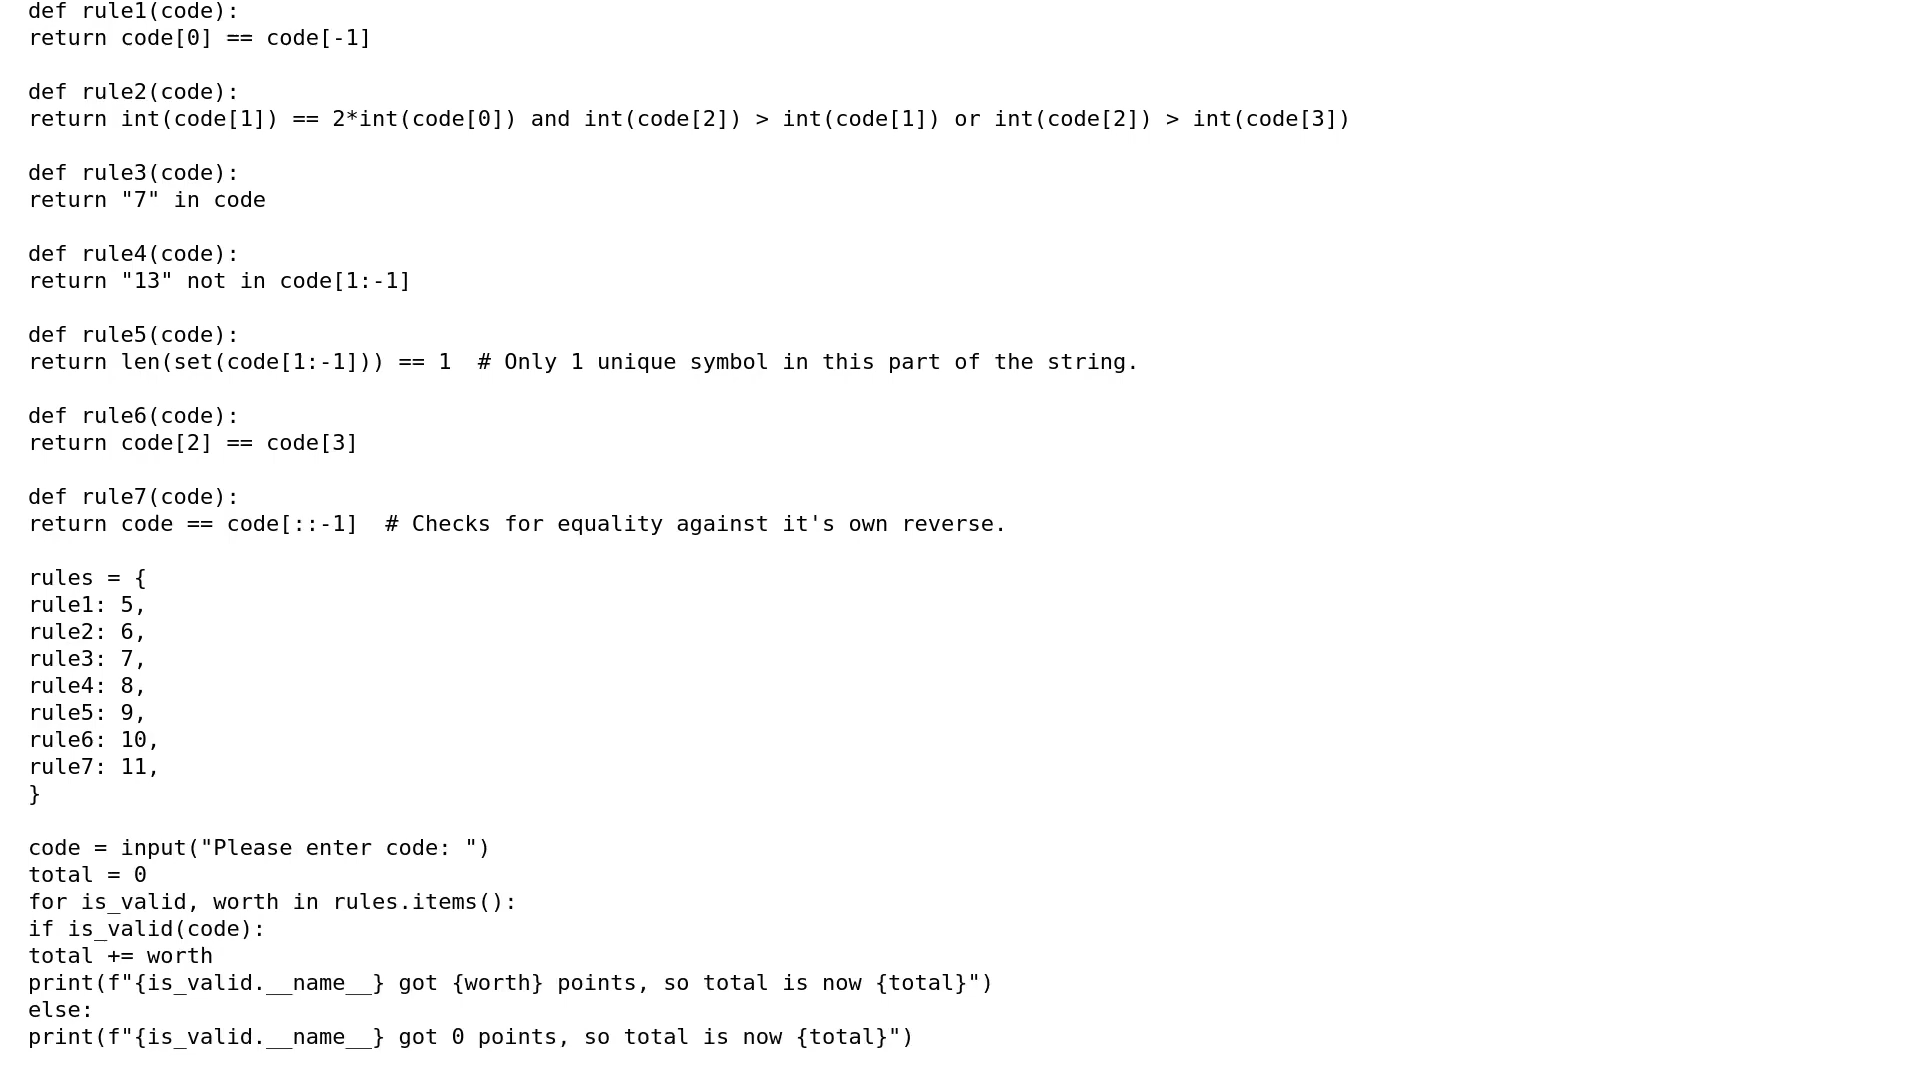 def rule1(code):
return code[0] == code[-1]
def rule2(code):
return int(code[1]) == 2*int(code[0]) and int(code[2]) > int(code[1]) or int(code[2]) > int(code[3])
def rule3(code):
return "7" in code
def rule4(code):
return "13" not in code[1:-1]
def rule5(code):
return len(set(code[1:-1])) == 1  # Only 1 unique symbol in this part of the string.
def rule6(code):
return code[2] == code[3]
def rule7(code):
return code == code[::-1]  # Checks for equality against it's own reverse.
rules = {
rule1: 5,
rule2: 6,
rule3: 7,
rule4: 8,
rule5: 9,
rule6: 10,
rule7: 11,
}
code = input("Please enter code: ")
total = 0
for is_valid, worth in rules.items():
if is_valid(code):
total += worth
print(f"{is_valid.__name__} got {worth} points, so total is now {total}")
else:
print(f"{is_valid.__name__} got 0 points, so total is now {total}")